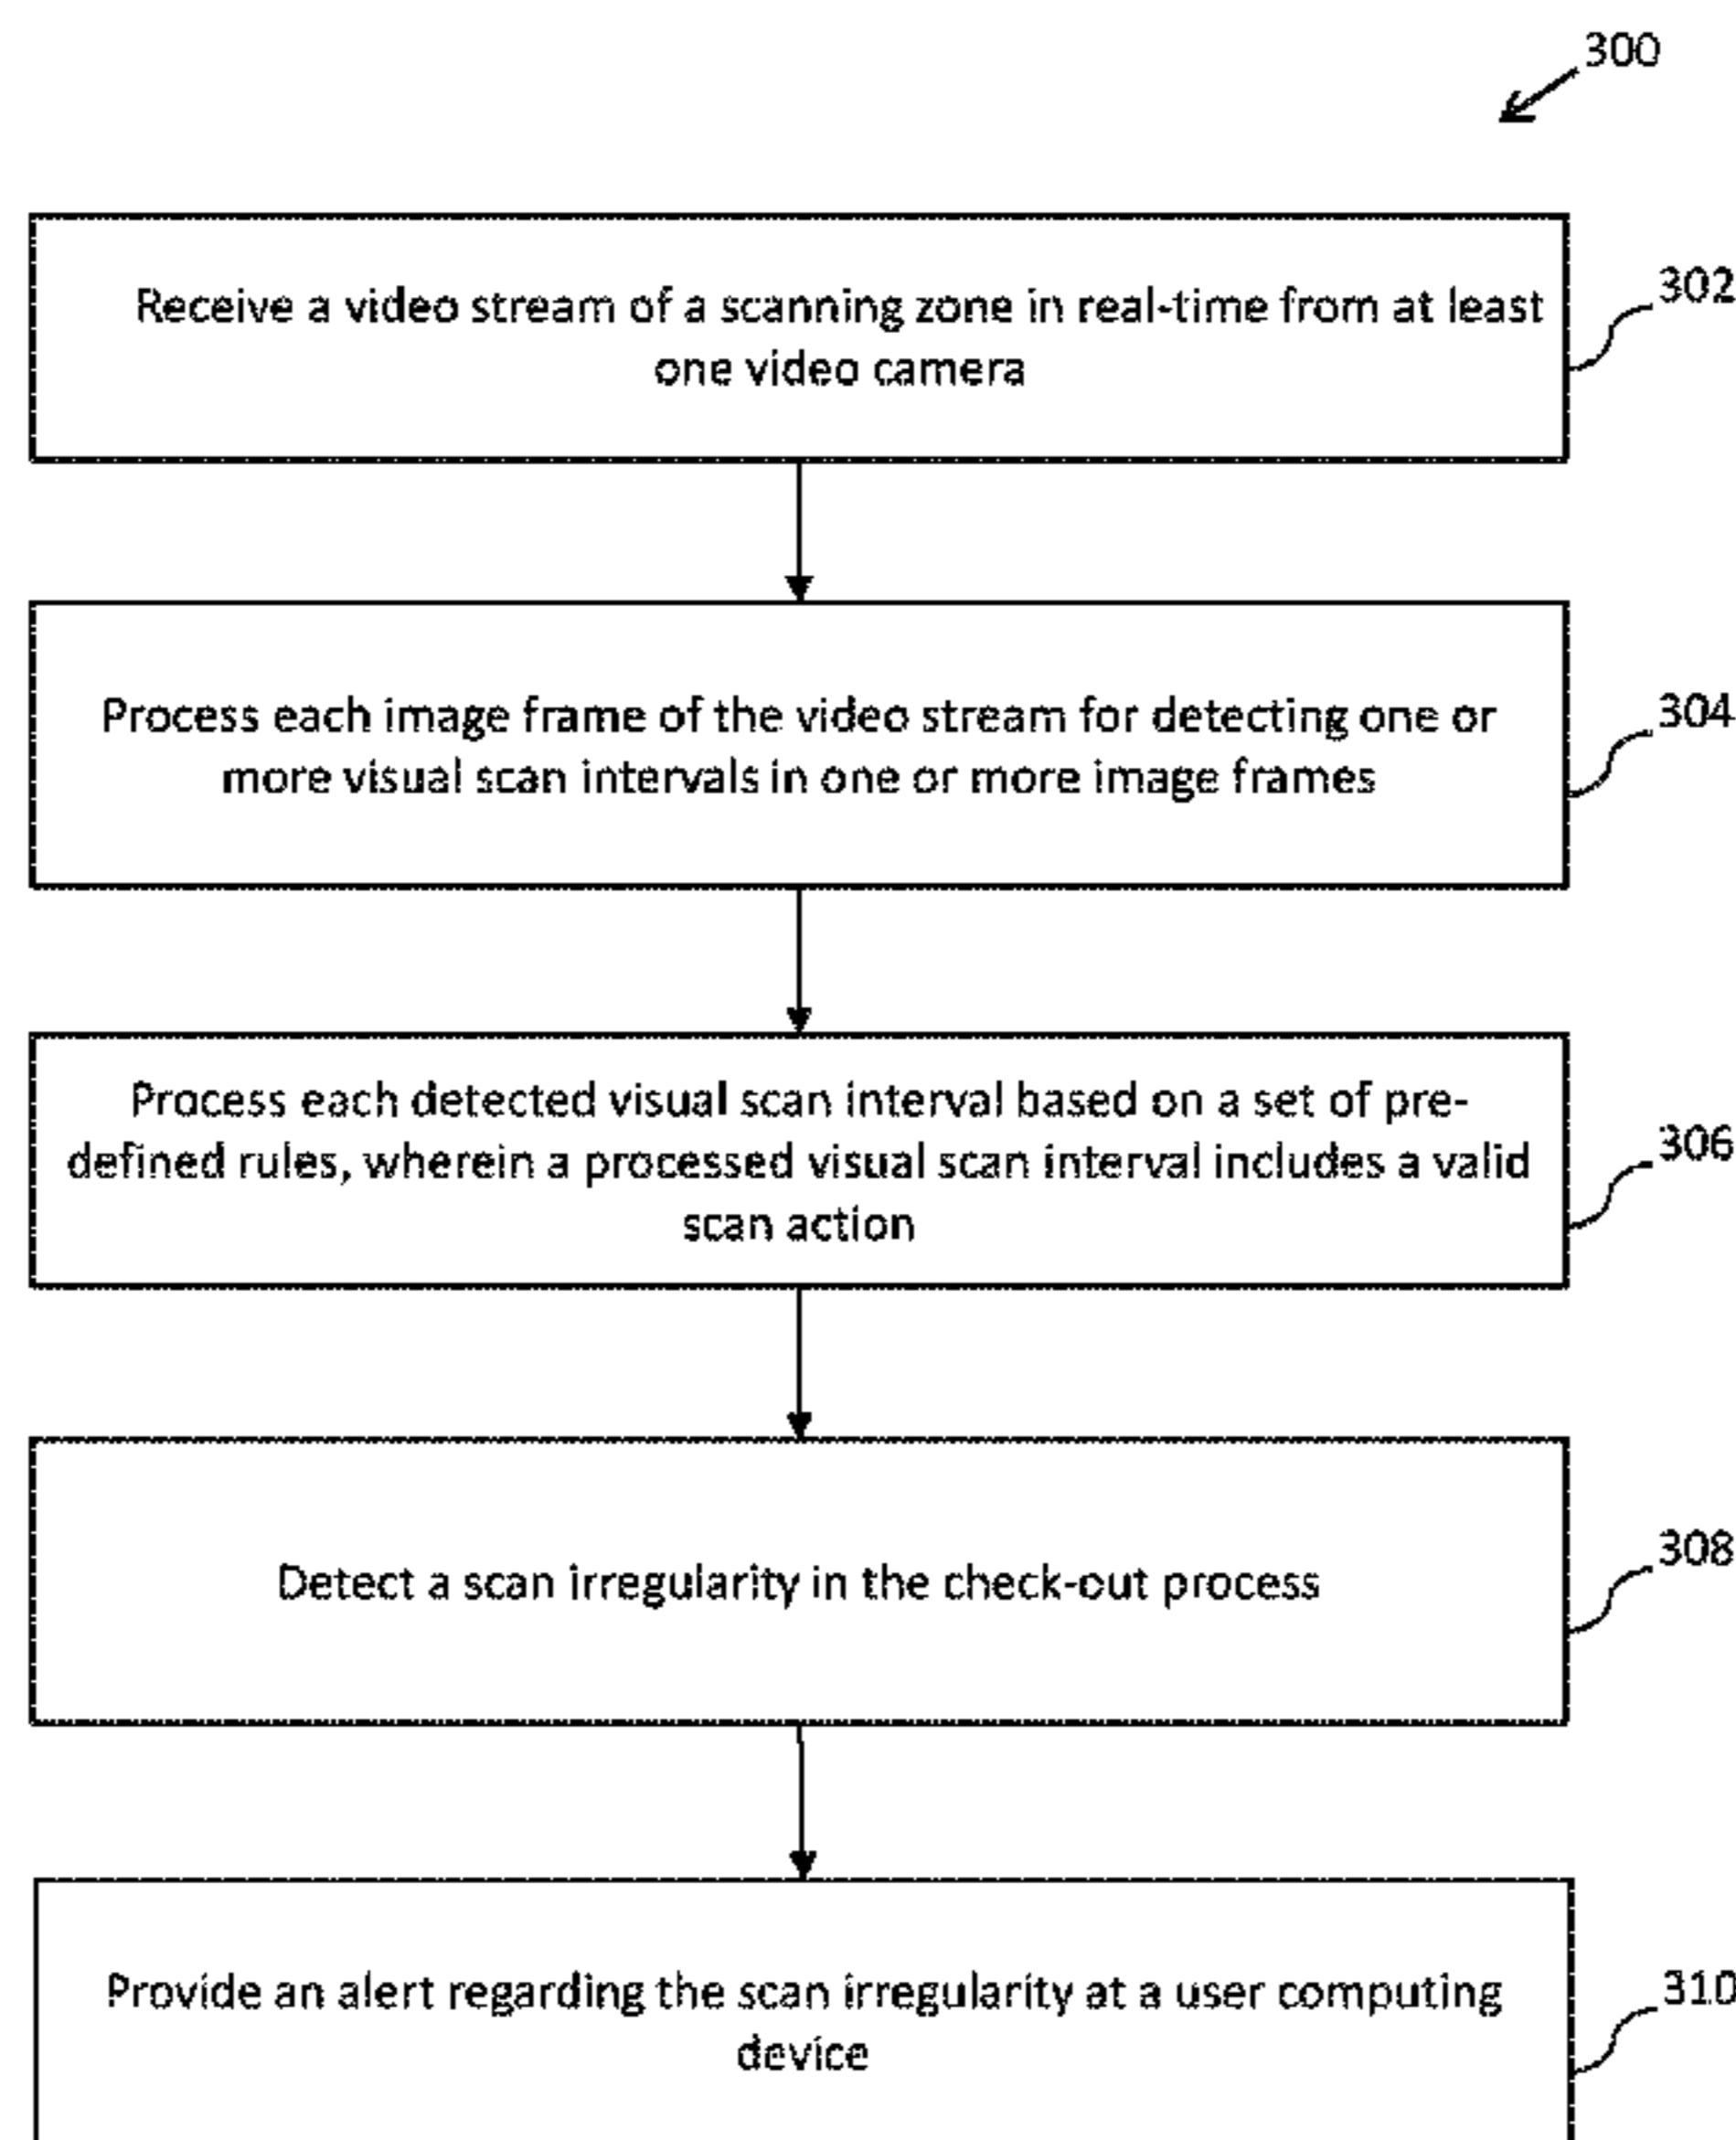 300
Receive a video stream of a scanning zone in real-time from at least
one video camera
302
Process each image frame of the video stream for detecting one or
more visual scan intervals in one or more image frames
304
Process each detected visual scan interval based on a set of pre-
defined rules, wherein a processed visual scan interval includes a valid
scan action
306
Detect a scan irregularity in the check-out process
308
Provide an alert regarding the scan irregularity at a user computing
device
310